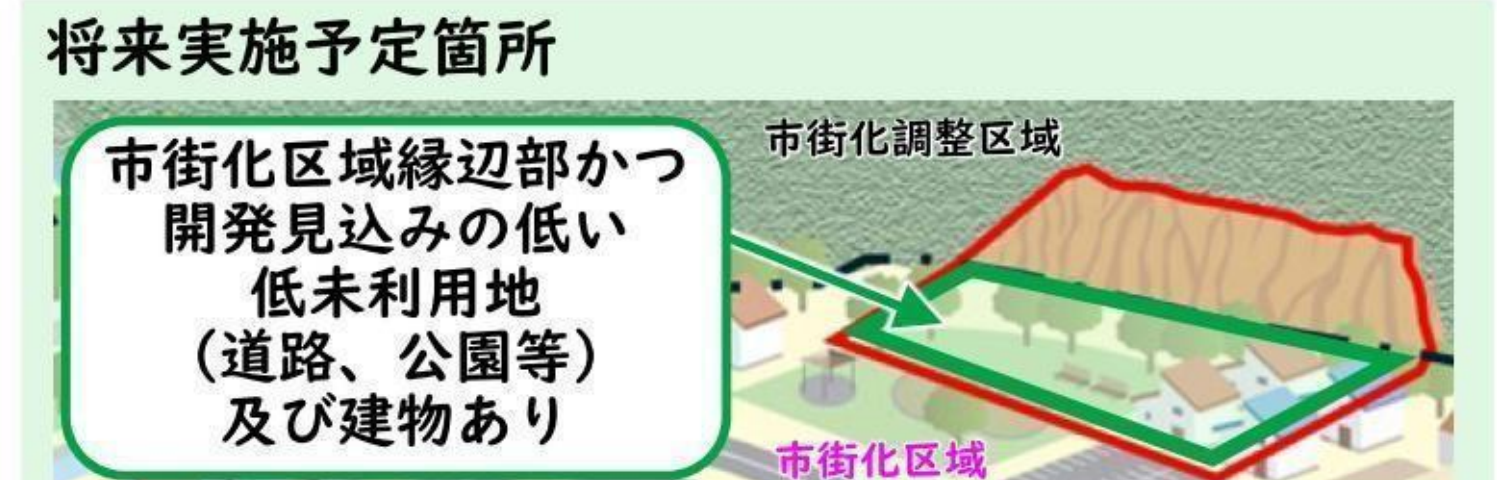 将来実施予定箇所
市街化区域縁辺部かつ
開発見込みの低い
低未利用地
（道路、公園等）
及び建物あり
市街化調整区域
市街化区域